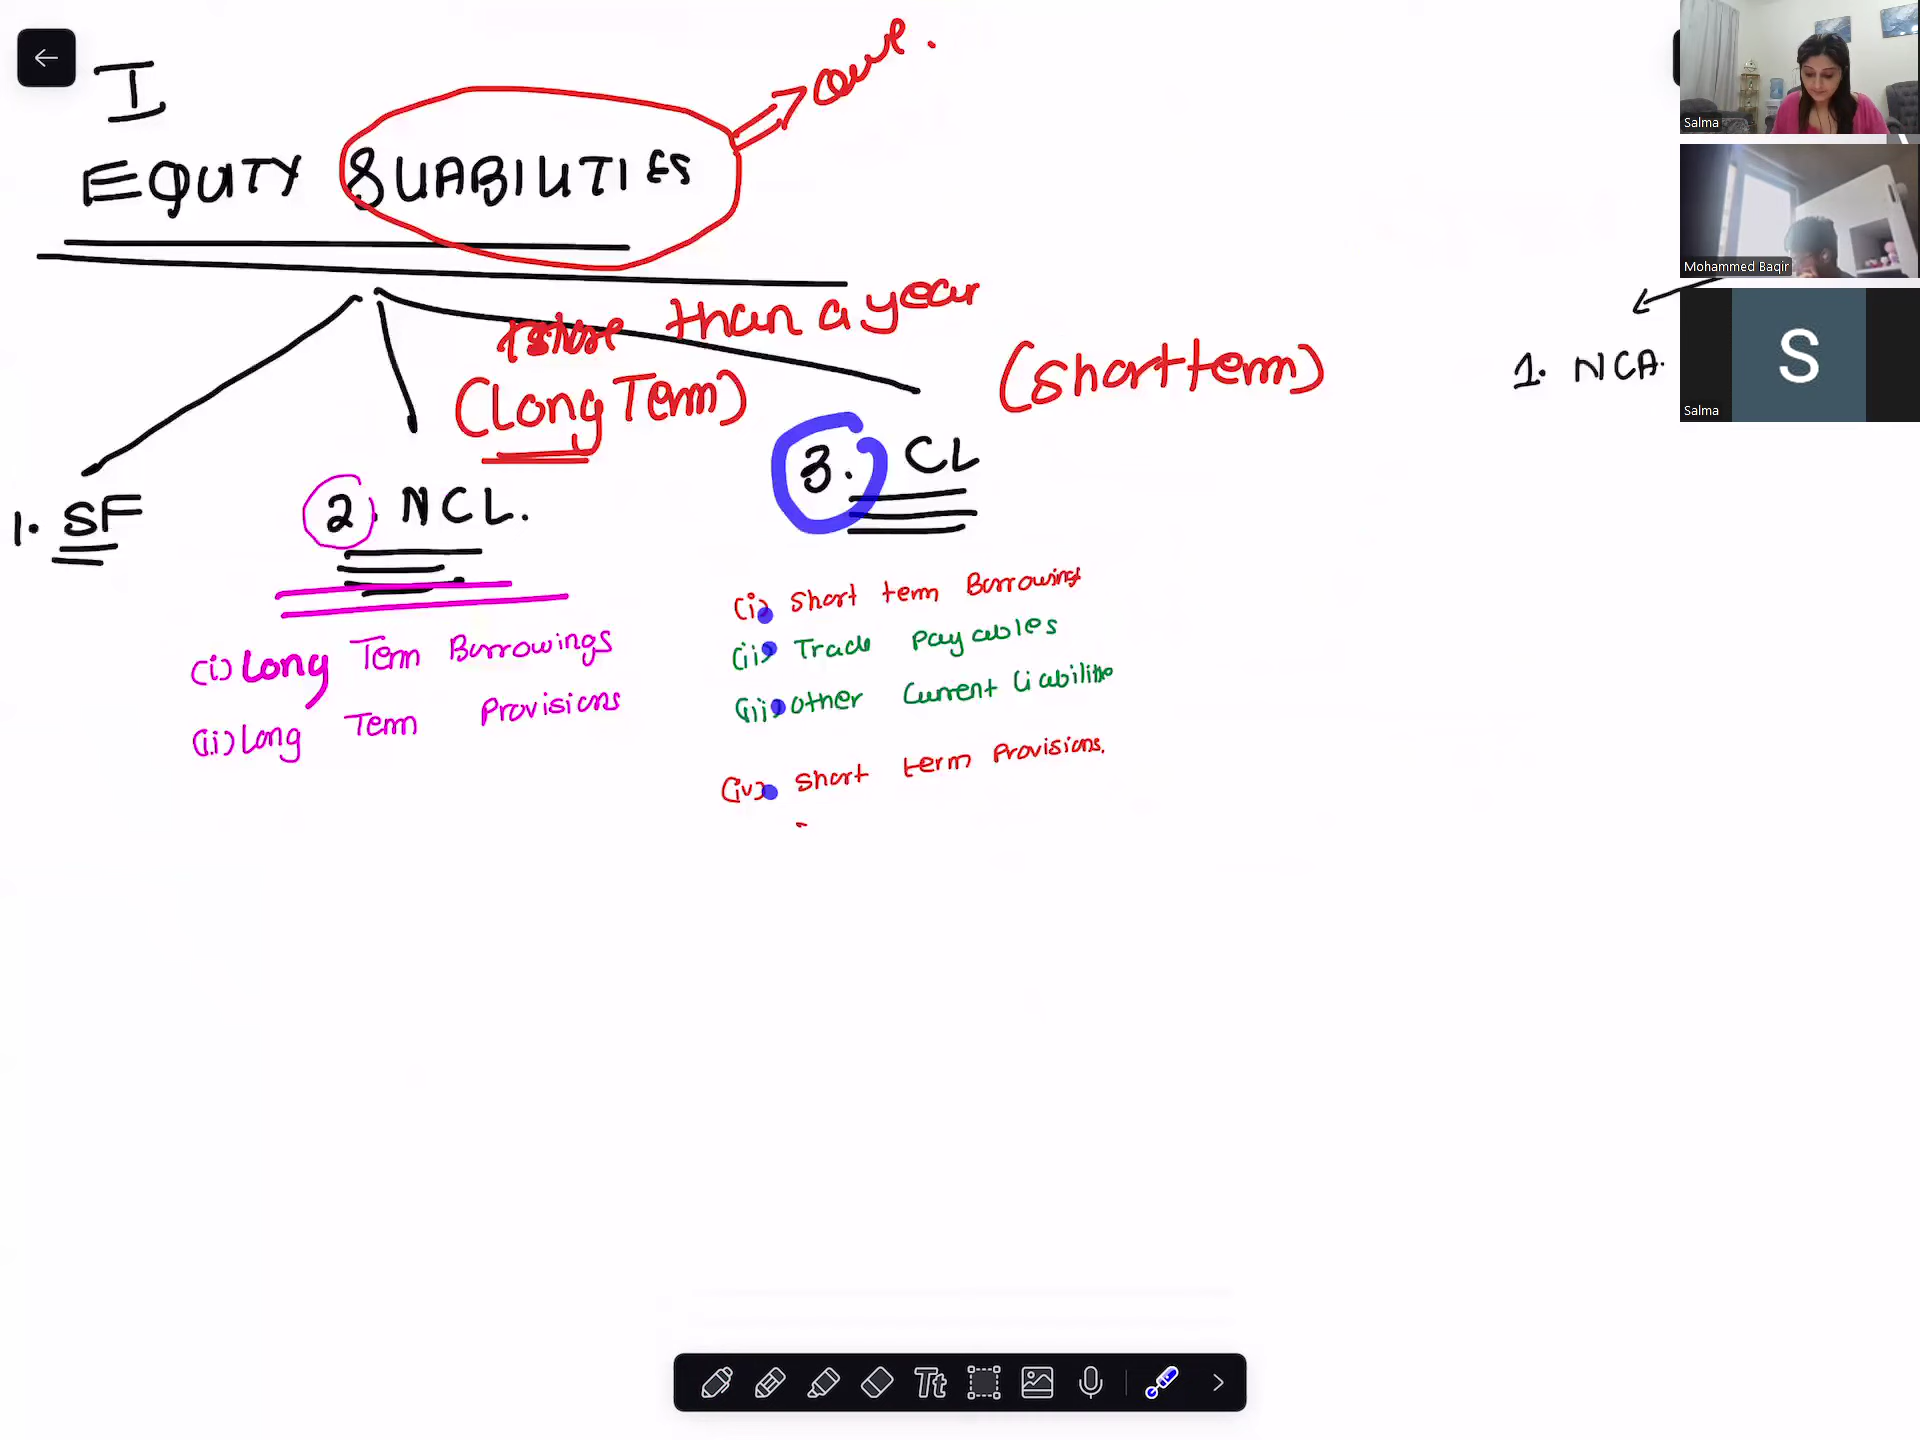 I
EQUITY & LIABILITIES
owe.
than a year
(Long Term)
(short term)
1. SF
2. NCL.
3. CL
(i) Long Term Borrowings
(ii) Long Term Provisions
(i) Short term Borrowings
(ii) Trade Payables
(iii) other Current Liabilities
(iv) Short term Provisions.
1. NCA.
Salma
Mohammed Baqir
S
Salma
Tt